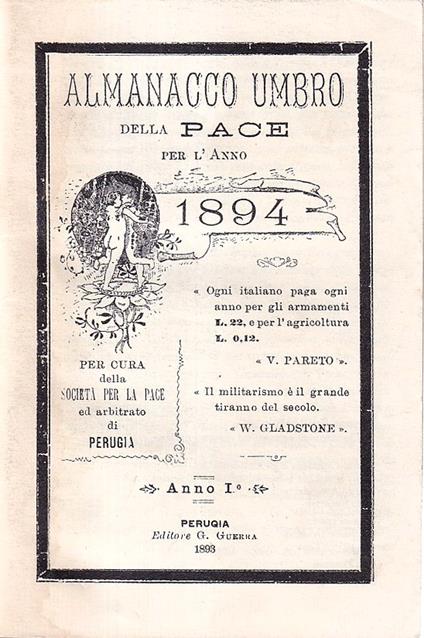 ALMANACCO UMBRO
DELLA PACE
PER L'ANNO
1894
« Ogni italiano paga ogni
anno per gli armamenti
L. 22, e per l'agricoltura
L. 0,12.
« V. PARETO ».
« Il militarismo è il grande
tiranno del secolo.
« W. GLADSTONE ».
PER CURA
della
SOCIETÀ PER LA PACE
ed arbitrato
di
PERUGIA
Anno I.º
PERUGIA
Editore G. GUERRA
1893